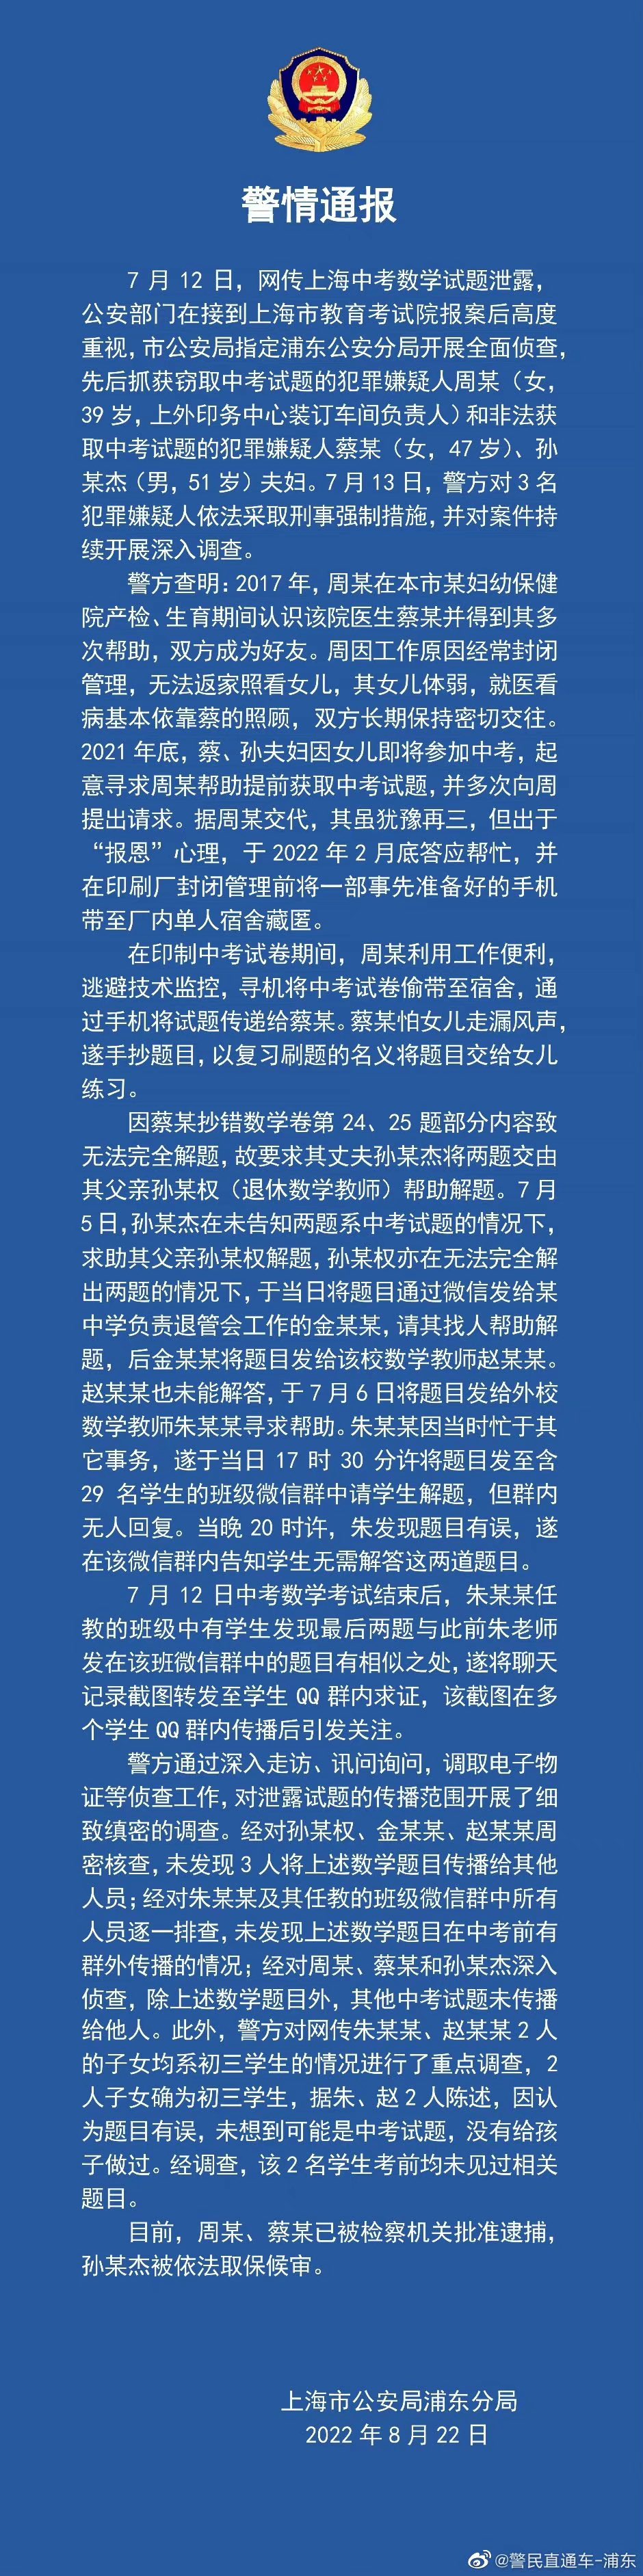 警情通报
7 月 12 日，网传上海中考数学试题泄露，
公安部门在接到上海市教育考试院报案后高度
重视，市公安局指定浦东公安分局开展全面侦查，
先后抓获窃取中考试题的犯罪嫌疑人周某（女，
39 岁，上外印务中心装订车间负责人）和非法获
取中考试题的犯罪嫌疑人蔡某（女，47 岁）、孙
某杰（男，51 岁）夫妇。7 月 13 日，警方对 3 名
犯罪嫌疑人依法采取刑事强制措施，并对案件持
续开展深入调查。
警方查明：2017 年，周某在本市某妇幼保健
院产检、生育期间认识该院医生蔡某并得到其多
次帮助，双方成为好友。周因工作原因经常封闭
管理，无法返家照看女儿，其女儿体弱，就医看
病基本依靠蔡的照顾，双方长期保持密切交往。
2021 年底，蔡、孙夫妇因女儿即将参加中考，起
意寻求周某帮助提前获取中考试题，并多次向周
提出请求。据周某交代，其虽犹豫再三，但出于
“报恩”心理，于 2022 年 2 月底答应帮忙，并
在印刷厂封闭管理前将一部事先准备好的手机
带至厂内单人宿舍藏匿。
在印制中考试卷期间，周某利用工作便利，
逃避技术监控，寻机将中考试卷偷带至宿舍，通
过手机将试题传递给蔡某。蔡某怕女儿走漏风声，
遂手抄题目，以复习刷题的名义将题目交给女儿
练习。
因蔡某抄错数学卷第 24、25 题部分内容致
无法完全解题，故要求其丈夫孙某杰将两题交由
其父亲孙某权（退休数学教师）帮助解题。7 月
5 日，孙某杰在未告知两题系中考试题的情况下，
求助其父亲孙某权解题，孙某权亦在无法完全解
出两题的情况下，于当日将题目通过微信发给某
中学负责退管会工作的金某某，请其找人帮助解
题，后金某某将题目发给该校数学教师赵某某。
赵某某也未能解答，于 7 月 6 日将题目发给外校
数学教师朱某某寻求帮助。朱某某因当时忙于其
它事务，遂于当日 17 时 30 分许将题目发至含
29 名学生的班级微信群中请学生解题，但群内
无人回复。当晚 20 时许，朱发现题目有误，遂
在该微信群内告知学生无需解答这两道题目。
7 月 12 日中考数学考试结束后，朱某某任
教的班级中有学生发现最后两题与此前朱老师
发在该班微信群中的题目有相似之处，遂将聊天
记录截图转发至学生 QQ 群内求证，该截图在多
个学生 QQ 群内传播后引发关注。
警方通过深入走访、讯问询问，调取电子物
证等侦查工作，对泄露试题的传播范围开展了细
致缜密的调查。经对孙某权、金某某、赵某某周
密核查，未发现 3 人将上述数学题目传播给其他
人员；经对朱某某及其任教的班级微信群中所有
人员逐一排查，未发现上述数学题目在中考前有
群外传播的情况；经对周某、蔡某和孙某杰深入
侦查，除上述数学题目外，其他中考试题未传播
给他人。此外，警方对网传朱某某、赵某某 2 人
的子女均系初三学生的情况进行了重点调查，2
人子女确为初三学生，据朱、赵 2 人陈述，因认
为题目有误，未想到可能是中考试题，没有给孩
子做过。经调查，该 2 名学生考前均未见过相关
题目。
目前，周某、蔡某已被检察机关批准逮捕，
孙某杰被依法取保候审。
上海市公安局浦东分局
2022 年 8 月 22 日
@警民直通车-浦东